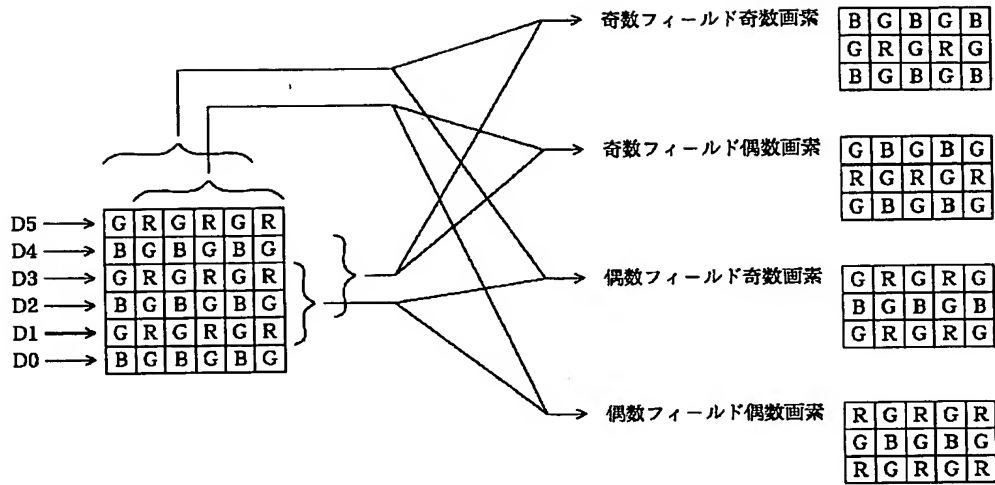 奇数フィールド奇数画素
B G B G B
G R G R G
B G B G B
奇数フィールド偶数画素
G B G B G
R G R G R
G B G B G
D5 G R G R G R
D4 B G B G B G
D3 G R G R G R
D2 B G B G B G
D1 G R G R G R
D0 B G B G B G
偶数フィールド奇数画素
G R G R G
B G B G B
G R G R G
偶数フィールド偶数画素
R G R G R
G B G B G
R G R G R